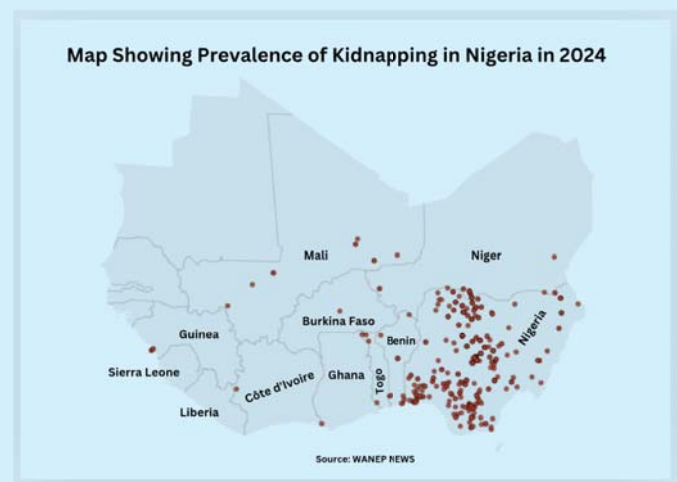 Map Showing Prevalence of Kidnapping in Nigeria in 2024
Mali
Niger
Burkina Faso
Guinea
Benin
Nigeria
Sierra Leone
Côte d'Ivoire
Ghana
Togo
Liberia
Source: WANEP NEWS